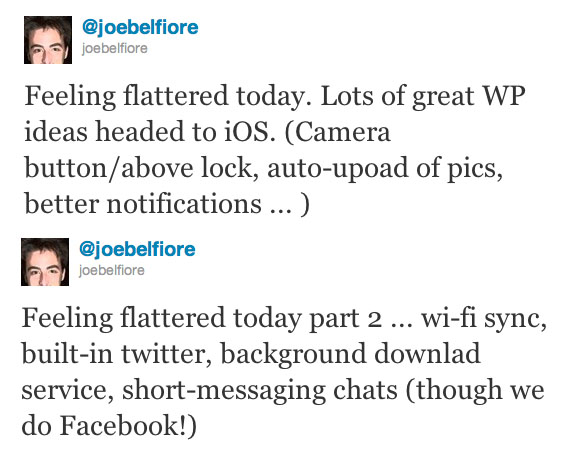 @joebelfiore
joebelfiore
Feeling flattered today. Lots of great WP
ideas headed to iOS. (Camera
button/above lock, auto-upoad of pics,
better notifications ... )
@joebelfiore
joebelfiore
Feeling flattered today part 2 ... wi-fi sync,
built-in twitter, background downlad
service, short-messaging chats (though we
do Facebook!)